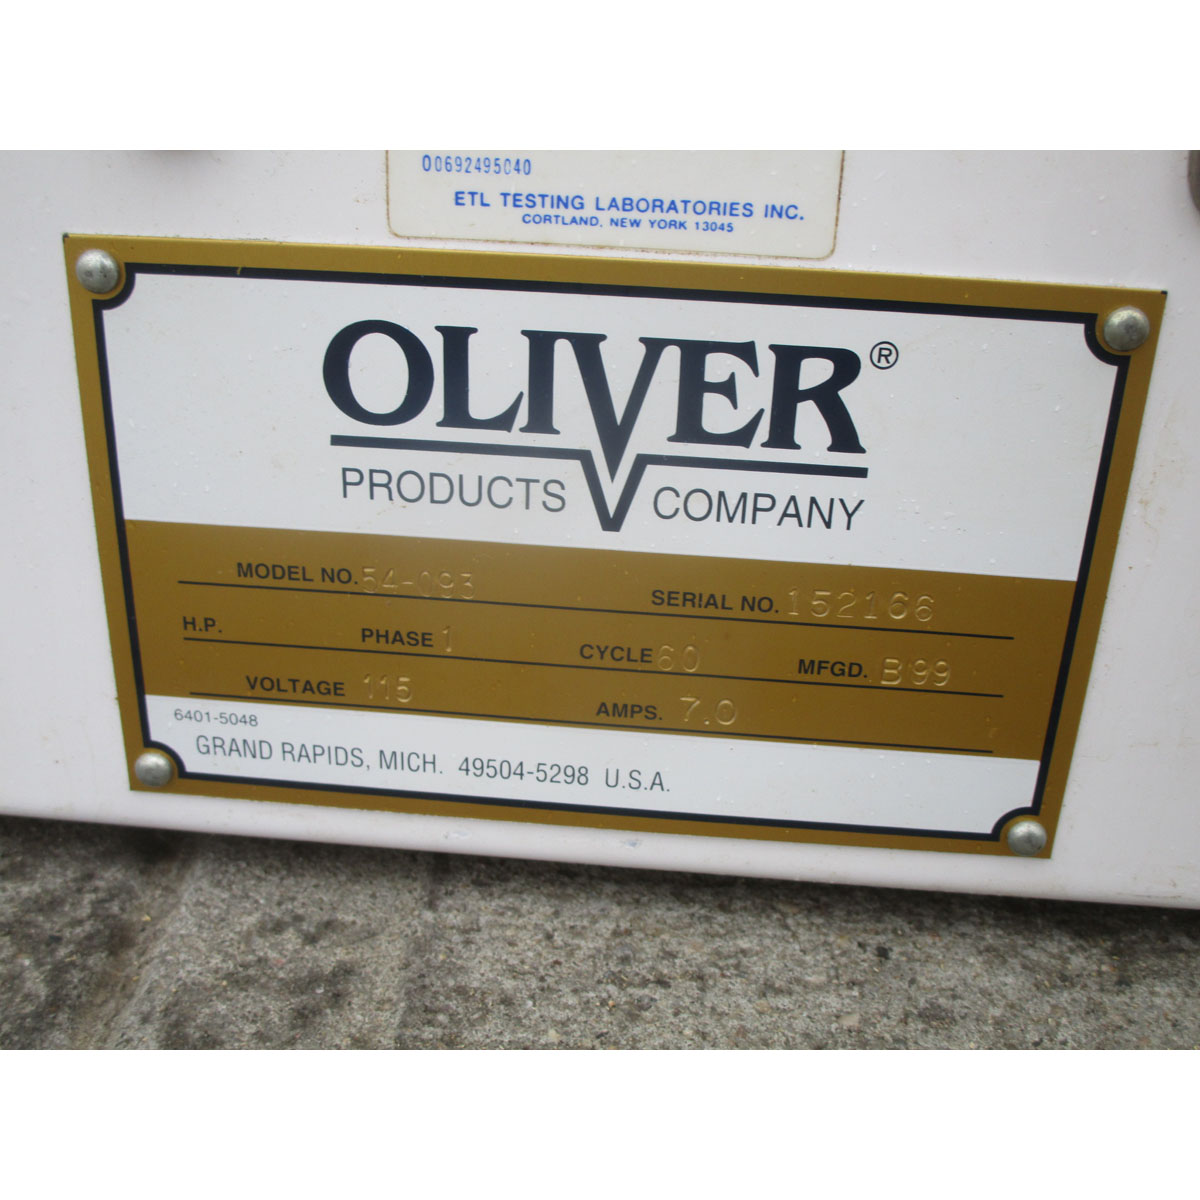 00692495040
ETL TESTING LABORATORIES INC.
CORTLAND, NEW YORK 13045
OLIVER®
PRODUCTS COMPANY
MODEL NO. 54-093 SERIAL NO. 152166
H.P. PHASE 1 CYCLE 60 MFGD. B99
VOLTAGE 115 AMPS. 7.0
6401-5048
GRAND RAPIDS, MICH. 49504-5298 U.S.A.